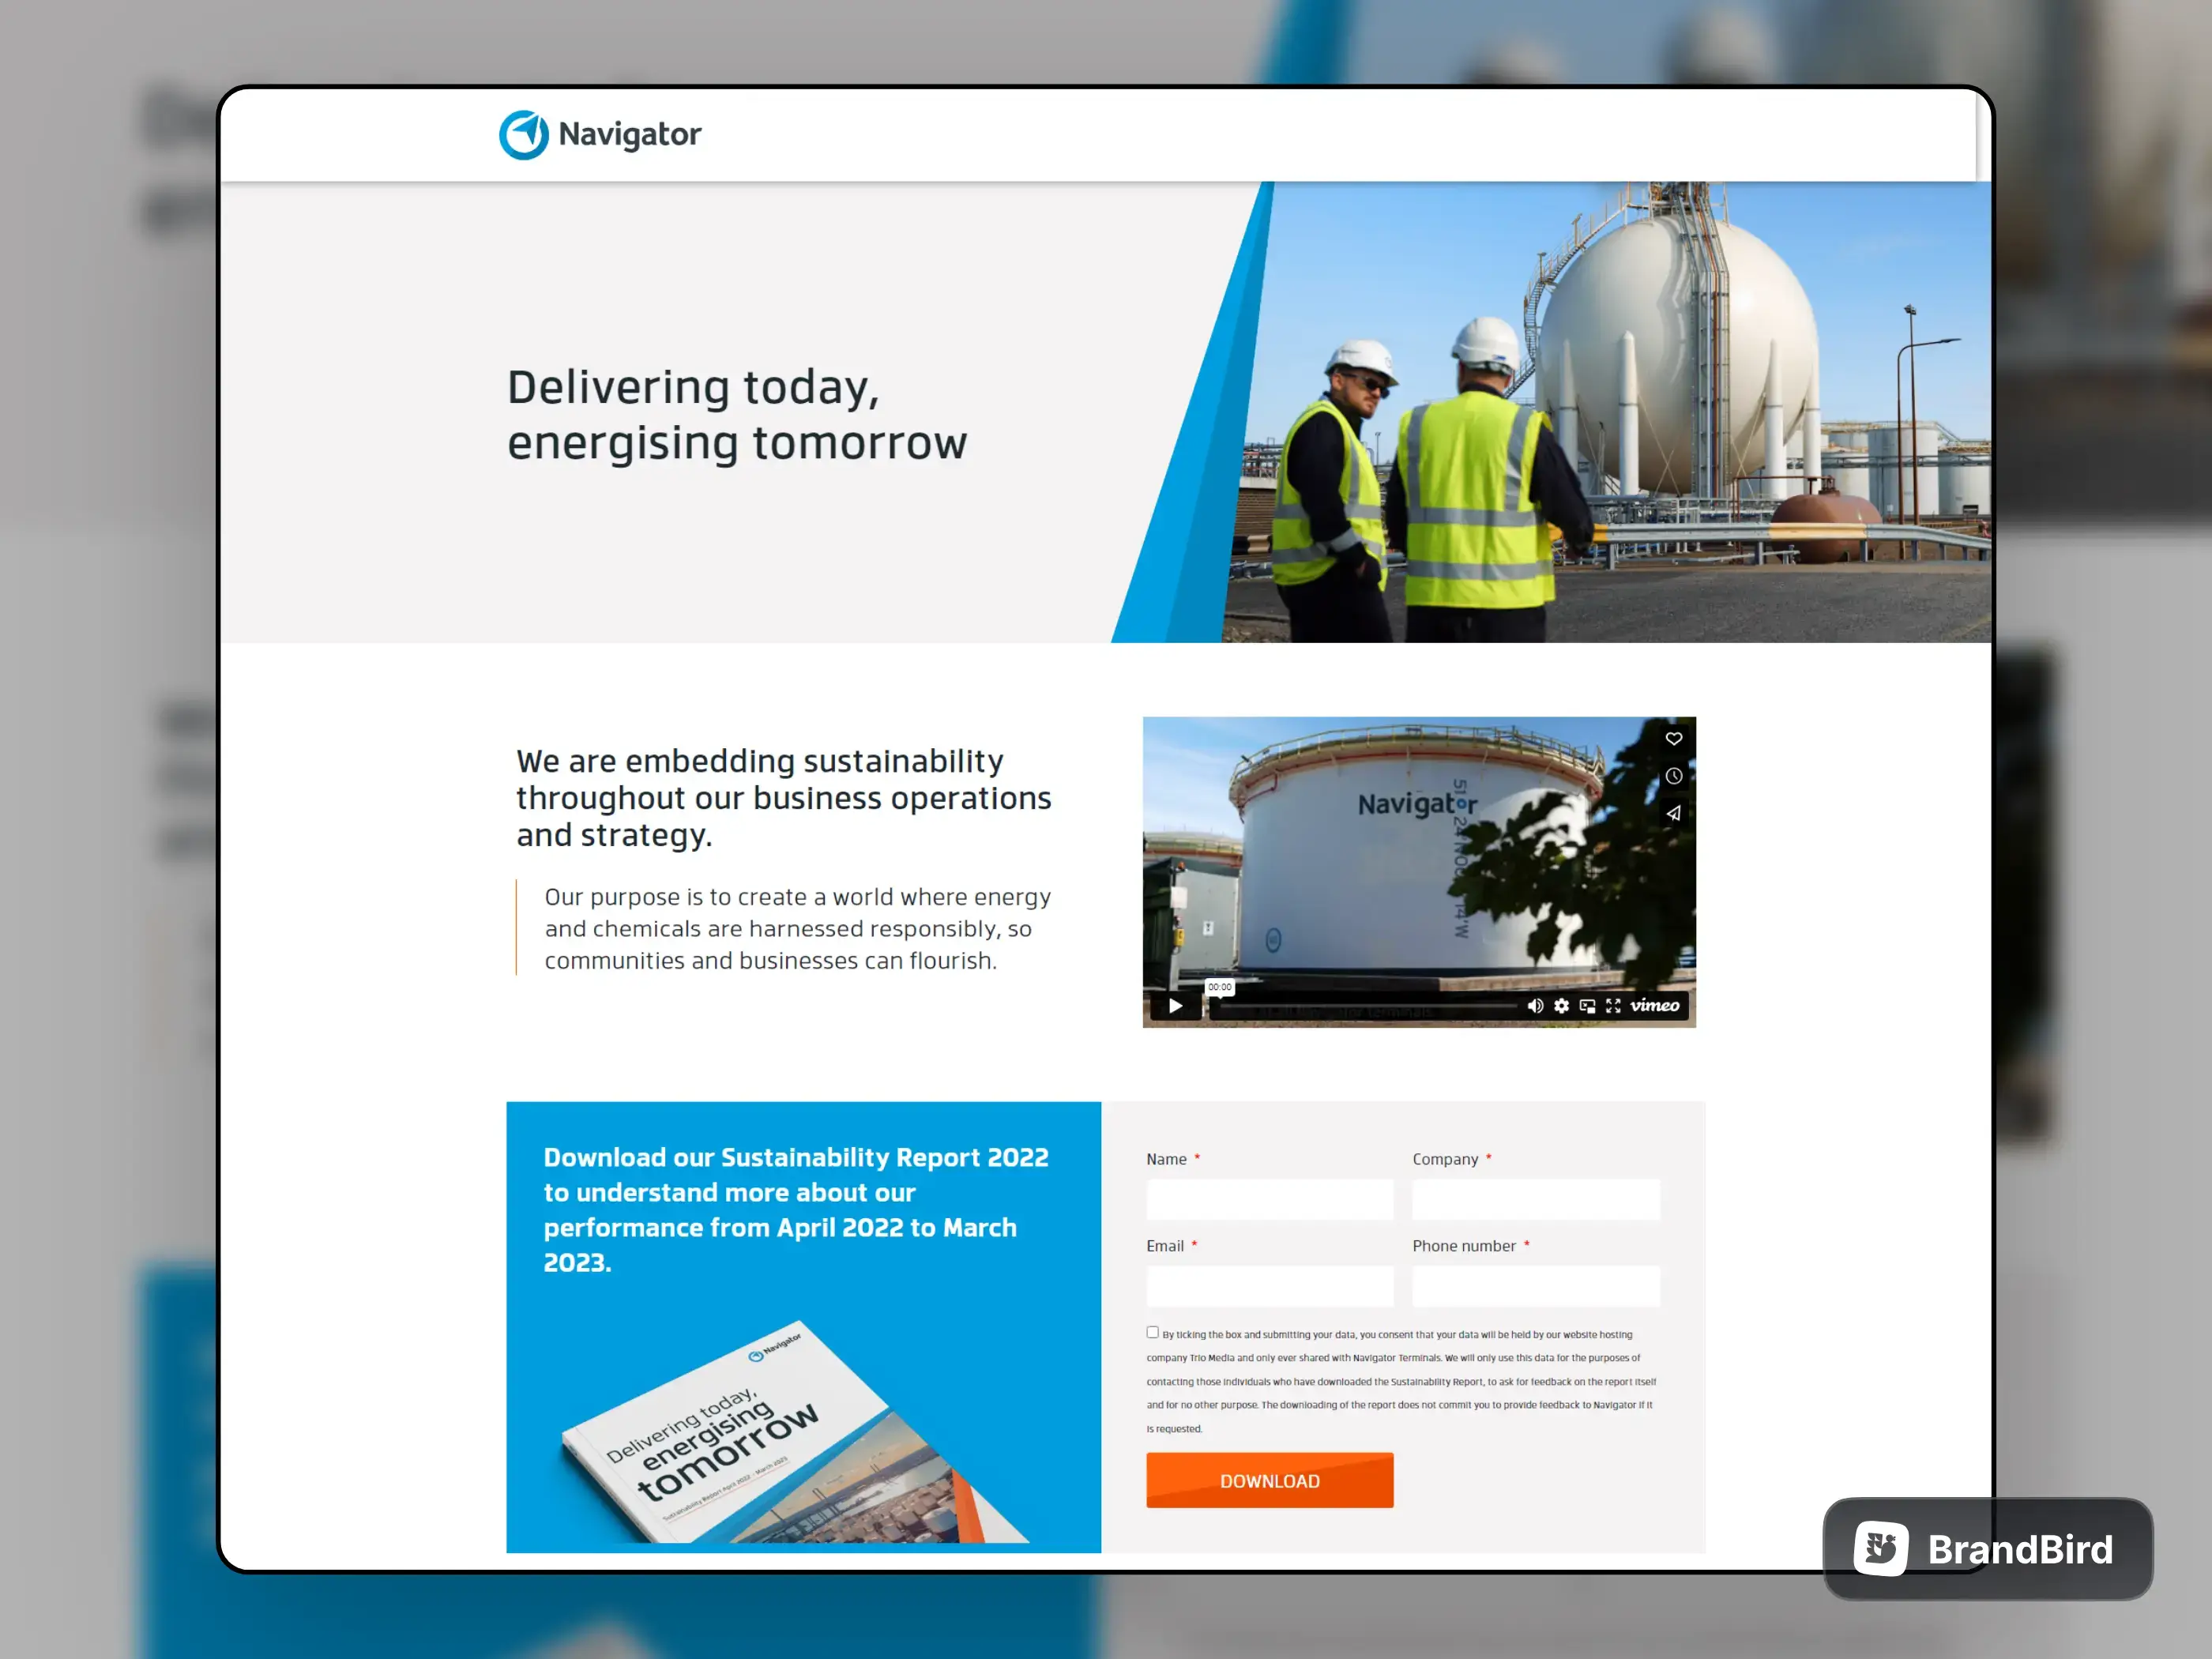 Navigator
Delivering today,
energising tomorrow
We are embedding sustainability
throughout our business operations
and strategy.
Our purpose is to create a world where energy
and chemicals are harnessed responsibly, so
communities and businesses can flourish.
Navigator
00:00
vimeo
Download our Sustainability Report 2022
to understand more about our
performance from April 2022 to March
2023.
Navigator
Delivering today,
energising
tomorrow
Sustainability Report April 2022 - March 2023
Name *
Company *
Email *
Phone number *
By ticking the box and submitting your data, you consent that your data will be held by our website hosting
company Trio Media and only ever shared with Navigator Terminals. We will only use this data for the purposes of
contacting those individuals who have downloaded the Sustainability Report, to ask for feedback on the report itself
and for no other purpose. The downloading of the report does not commit you to provide feedback to Navigator if it
is requested.
DOWNLOAD
BrandBird